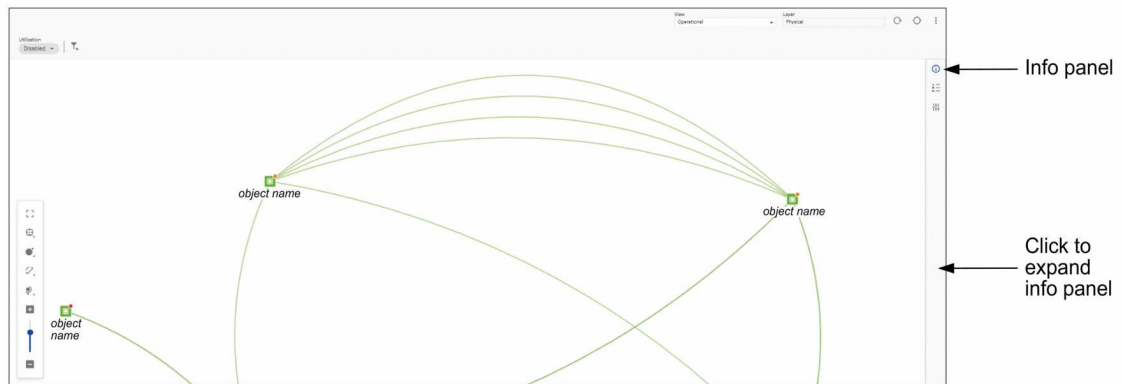 View
Operational
Layer
Physical
Utilization
Disabled
Info panel
object name
object name
Click to
expand
info panel
object
name